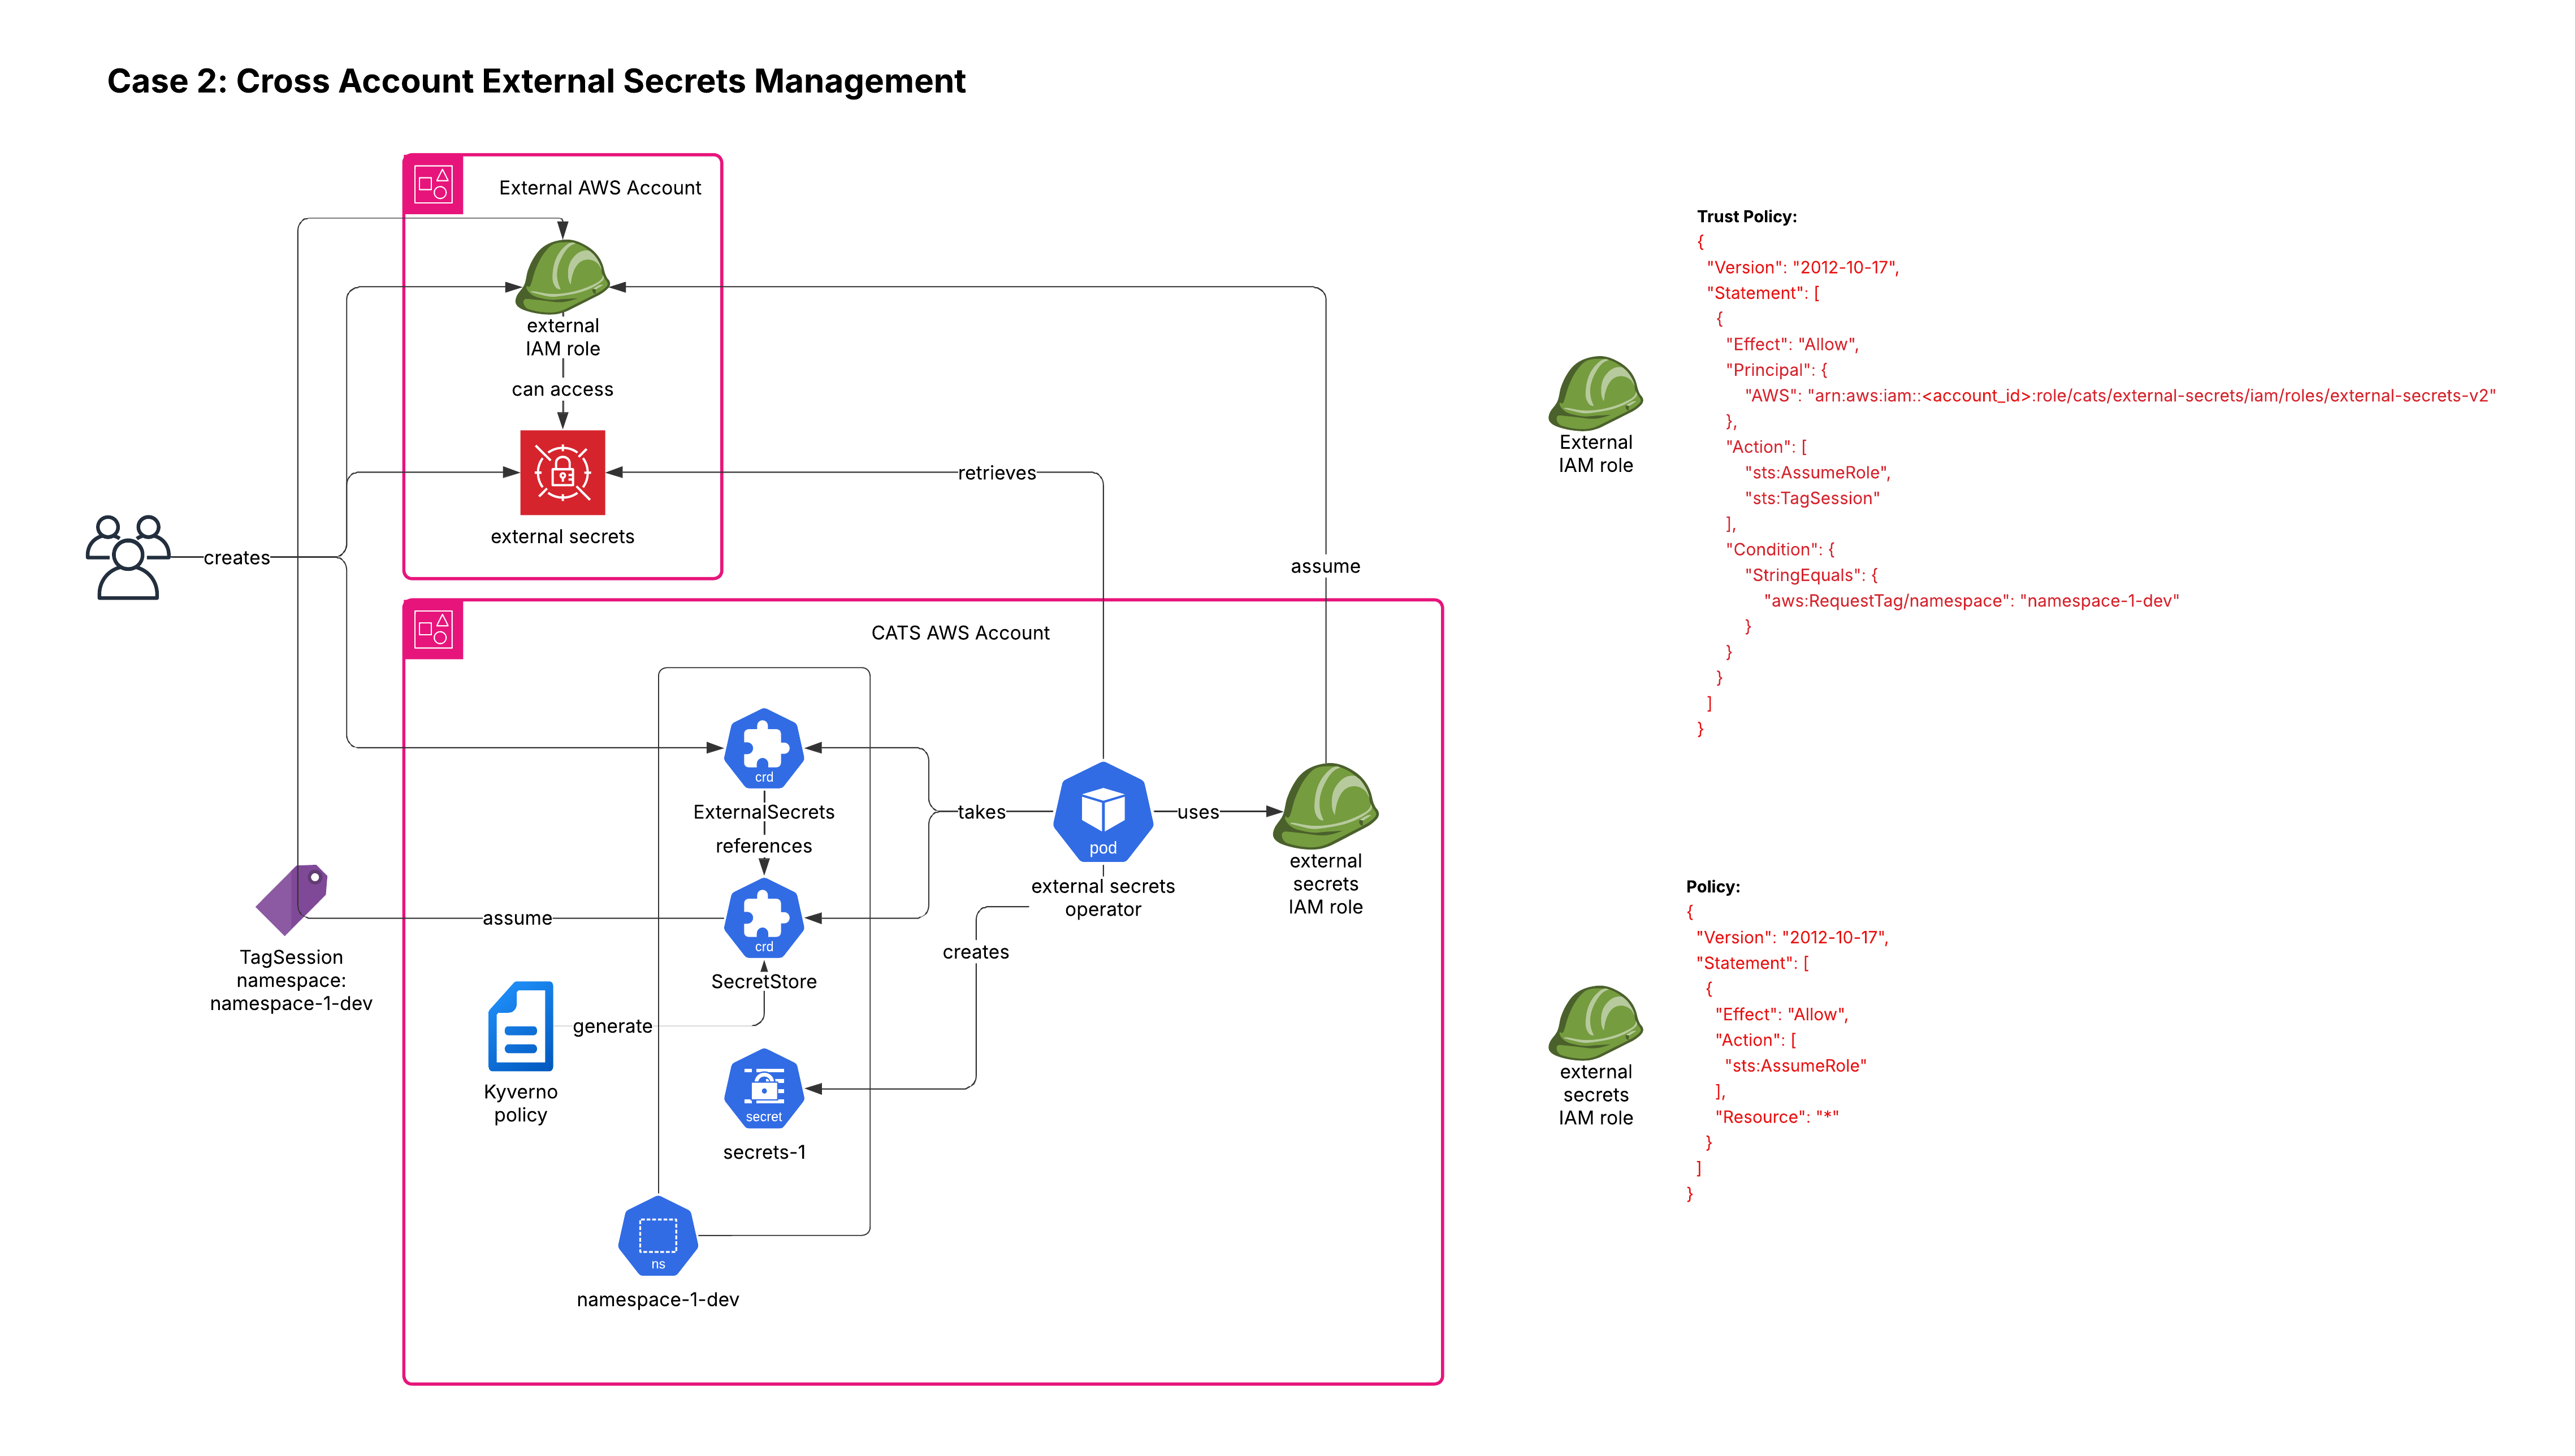 Case 2: Cross Account External Secrets Management
External AWS Account
external
IAM role
can access
external secrets
retrieves
creates
assume
CATS AWS Account
crd
ExternalSecrets
references
takes
pod
uses
external secrets
operator
external
secrets
IAM role
crd
SecretStore
assume
creates
TagSession
namespace:
namespace-1-dev
generate
Kyverno
policy
secret
secrets-1
ns
namespace-1-dev
External
IAM role
Trust Policy:
{
"Version": "2012-10-17",
"Statement": [
{
"Effect": "Allow",
"Principal": {
"AWS": "arn:aws:iam::<account_id>:role/cats/external-secrets/iam/roles/external-secrets-v2"
},
"Action": [
"sts:AssumeRole",
"sts:TagSession"
],
"Condition": {
"StringEquals": {
"aws:RequestTag/namespace": "namespace-1-dev"
}
}
}
]
}
external
secrets
IAM role
Policy:
{
"Version": "2012-10-17",
"Statement": [
{
"Effect": "Allow",
"Action": [
"sts:AssumeRole"
],
"Resource": "*"
}
]
}